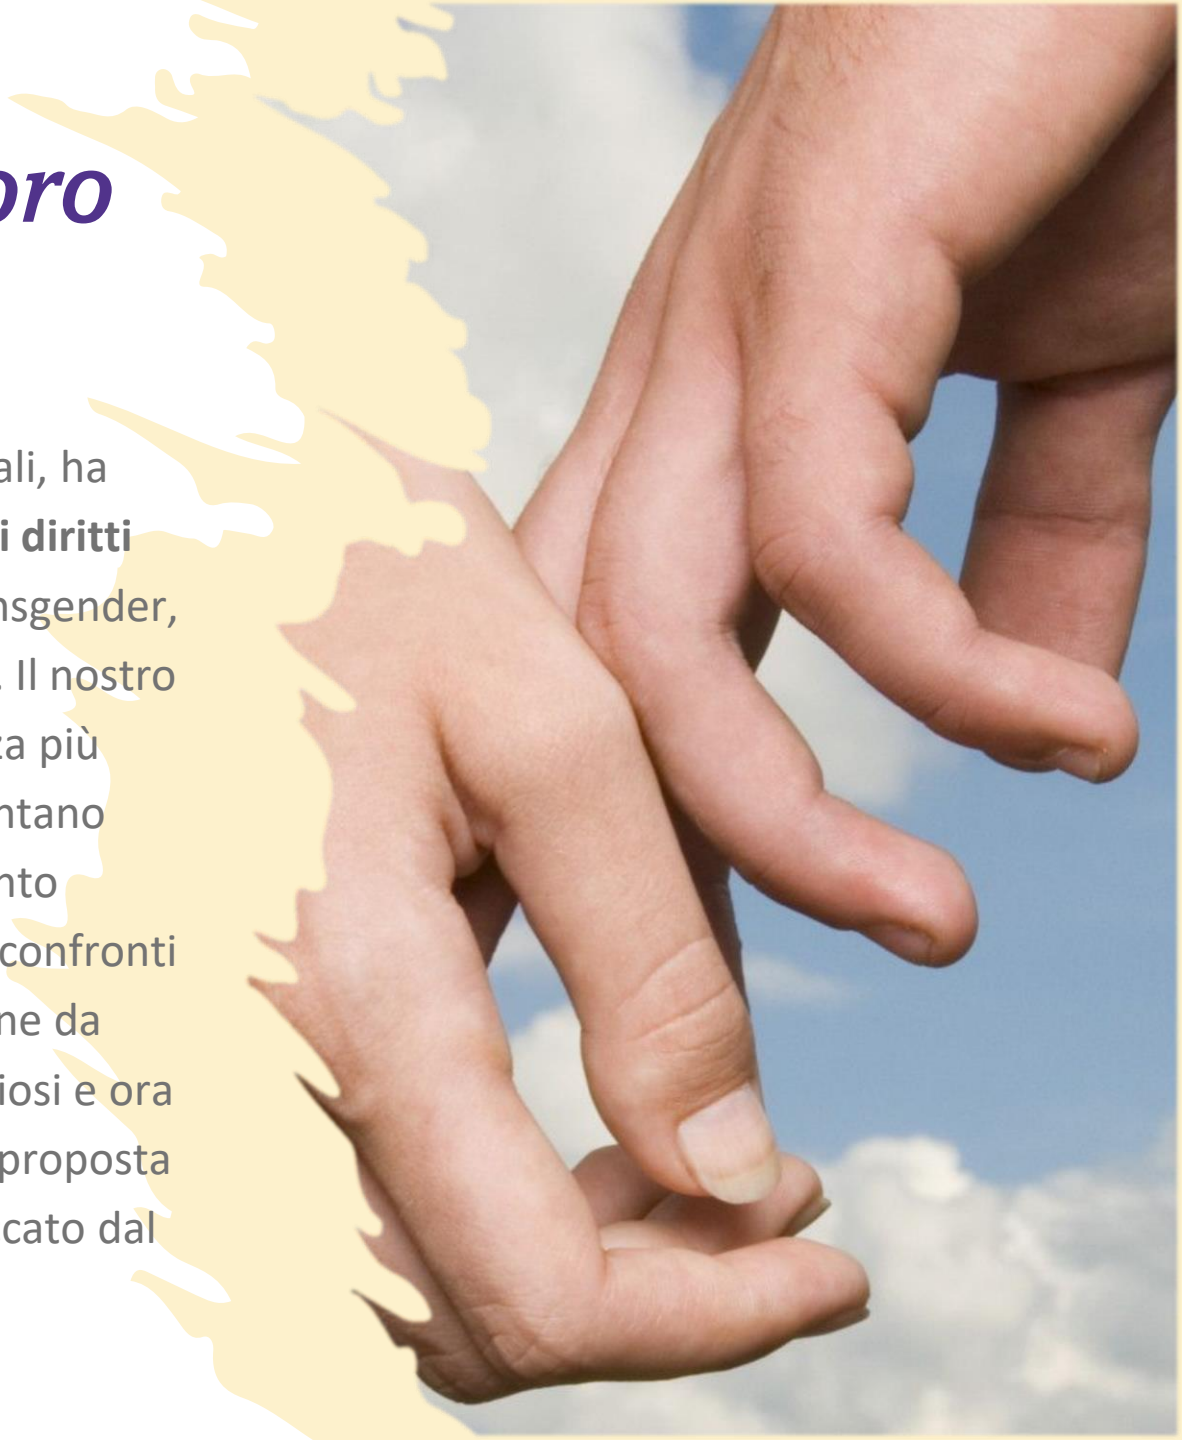 oro
ali, ha
i diritti
nsgender,
. Il nostro
za più
ntano
nto
confronti
ne da
iosi e ora
proposta
cato dal